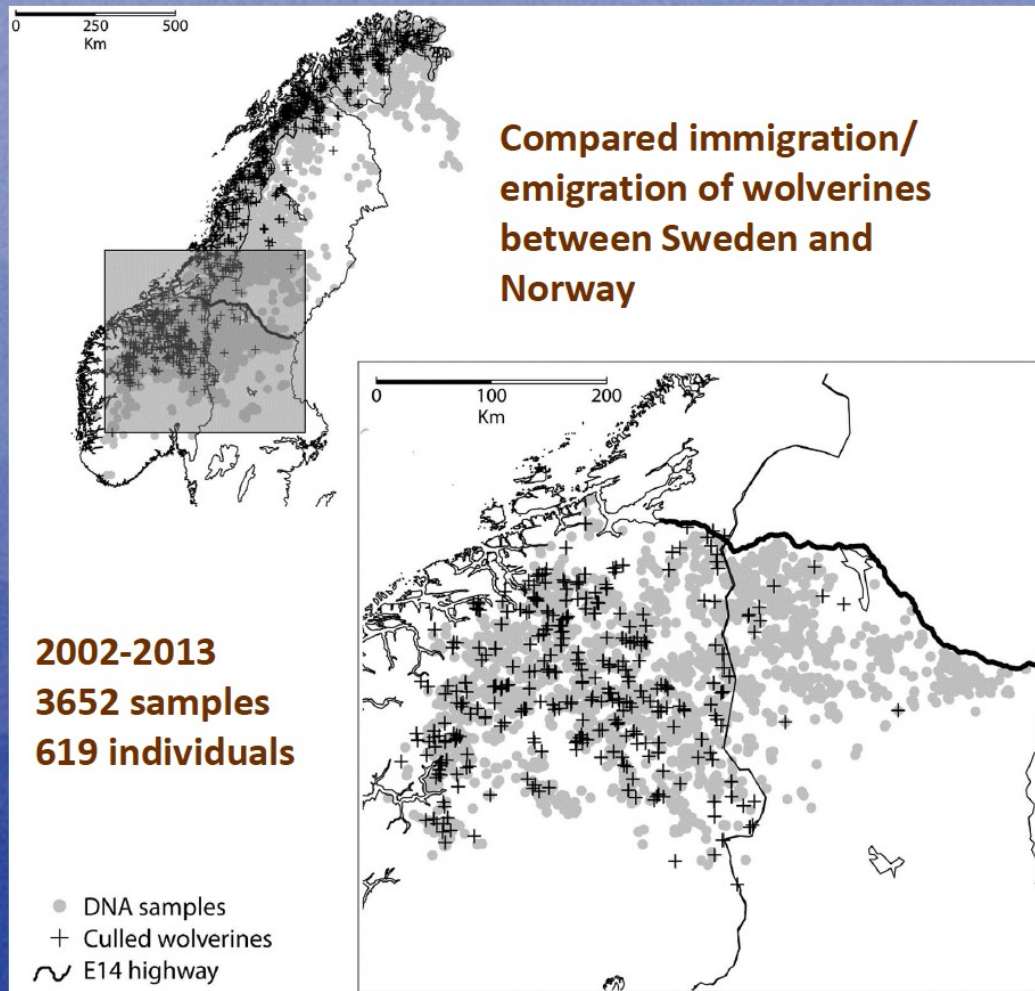 0 250 500
Km
Compared immigration/
emigration of wolverines
between Sweden and
Norway
0 100 200
Km
2002-2013
3652 samples
619 individuals
DNA samples
Culled wolverines
E14 highway